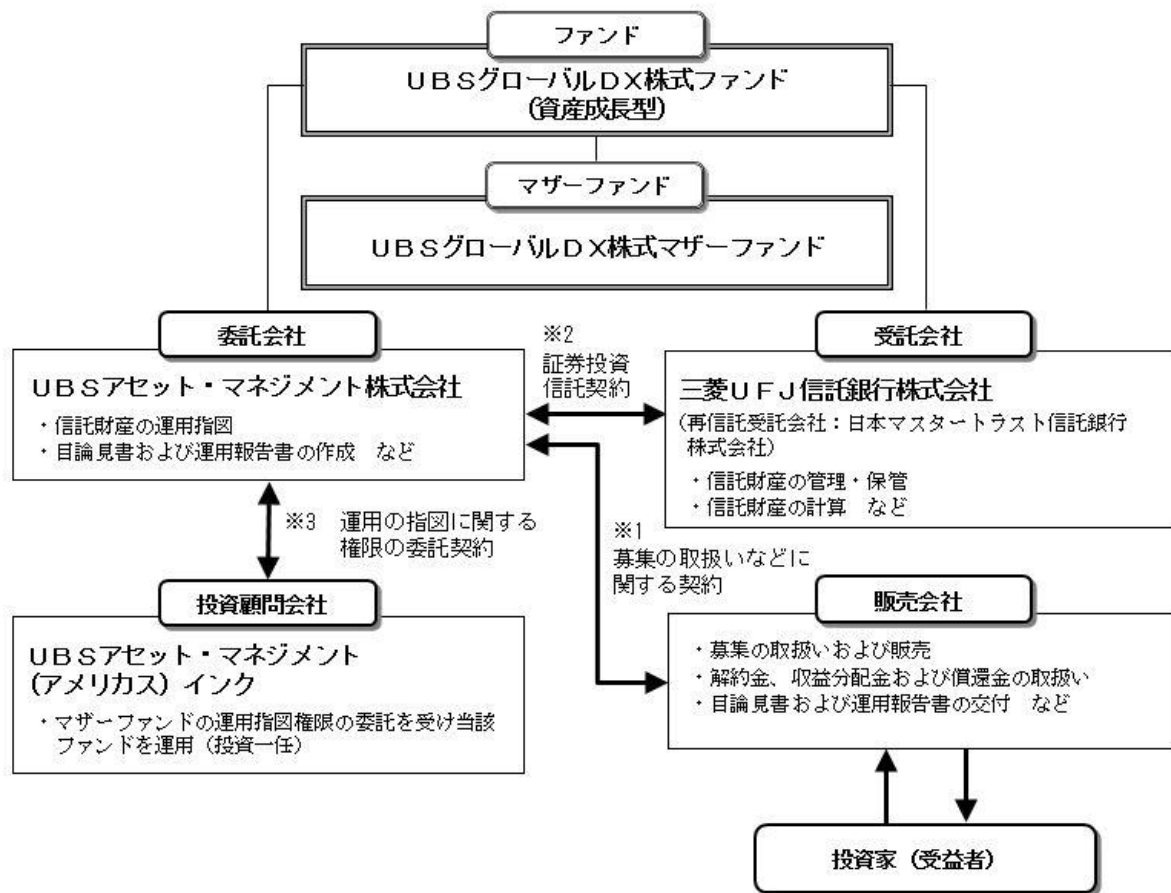 ファンド
UBSグローバルDX株式ファンド
(資産成長型)
マザーファンド
UBSグローバルDX株式マザーファンド
委託会社
UBSアセット・マネジメント株式会社
・信託財産の運用指図
・目論見書および運用報告書の作成 など
※2
証券投資
信託契約
受託会社
三菱UFJ信託銀行株式会社
(再信託受託会社：日本マスタートラスト信託銀行
株式会社)
・信託財産の管理・保管
・信託財産の計算 など
※3 運用の指図に関する
権限の委託契約
※1
募集の取扱いなどに
関する契約
投資顧問会社
UBSアセット・マネジメント
(アメリカス) インク
・マザーファンドの運用指図権限の委託を受け当該
ファンドを運用（投資一任）
販売会社
・募集の取扱いおよび販売
・解約金、収益分配金および償還金の取扱い
・目論見書および運用報告書の交付 など
投資家（受益者）